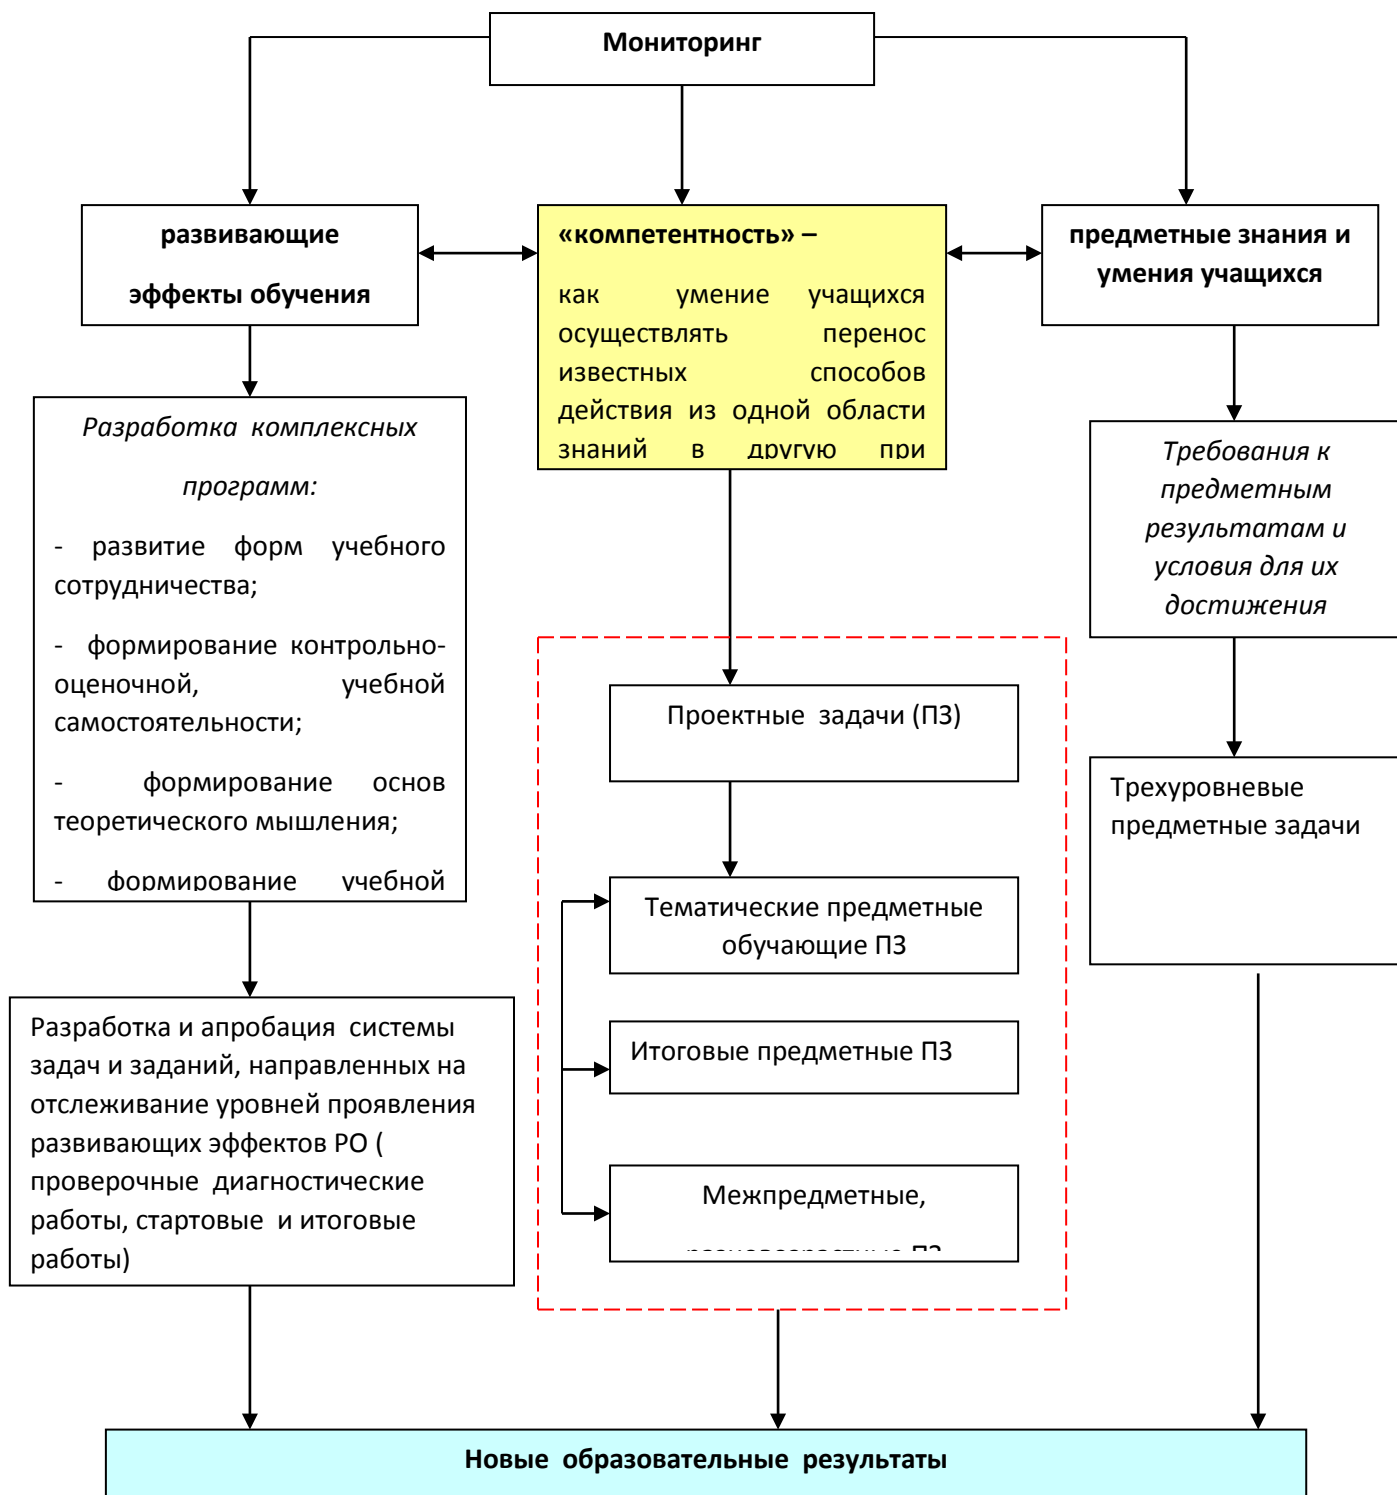 Мониторинг
развивающие
эффекты обучения
«компетентность» –
как умение учащихся
осуществлять перенос
известных способов
действия из одной области
знаний в другую при
предметные знания и
умения учащихся
Разработка комплексных
программ:
- развитие форм учебного
сотрудничества;
- формирование контрольно-
оценочной, учебной
самостоятельности;
- формирование основ
теоретического мышления;
- формирование учебной
Требования к
предметным
результатам и
условия для их
достижения
Проектные задачи (ПЗ)
Трехуровневые
предметные задачи
Тематические предметные
обучающие ПЗ
Разработка и апробация системы
задач и заданий, направленных на
отслеживание уровней проявления
развивающих эффектов РО (
проверочные диагностические
работы, стартовые и итоговые
работы)
Итоговые предметные ПЗ
Межпредметные,
ПЗ
Новые образовательные результаты